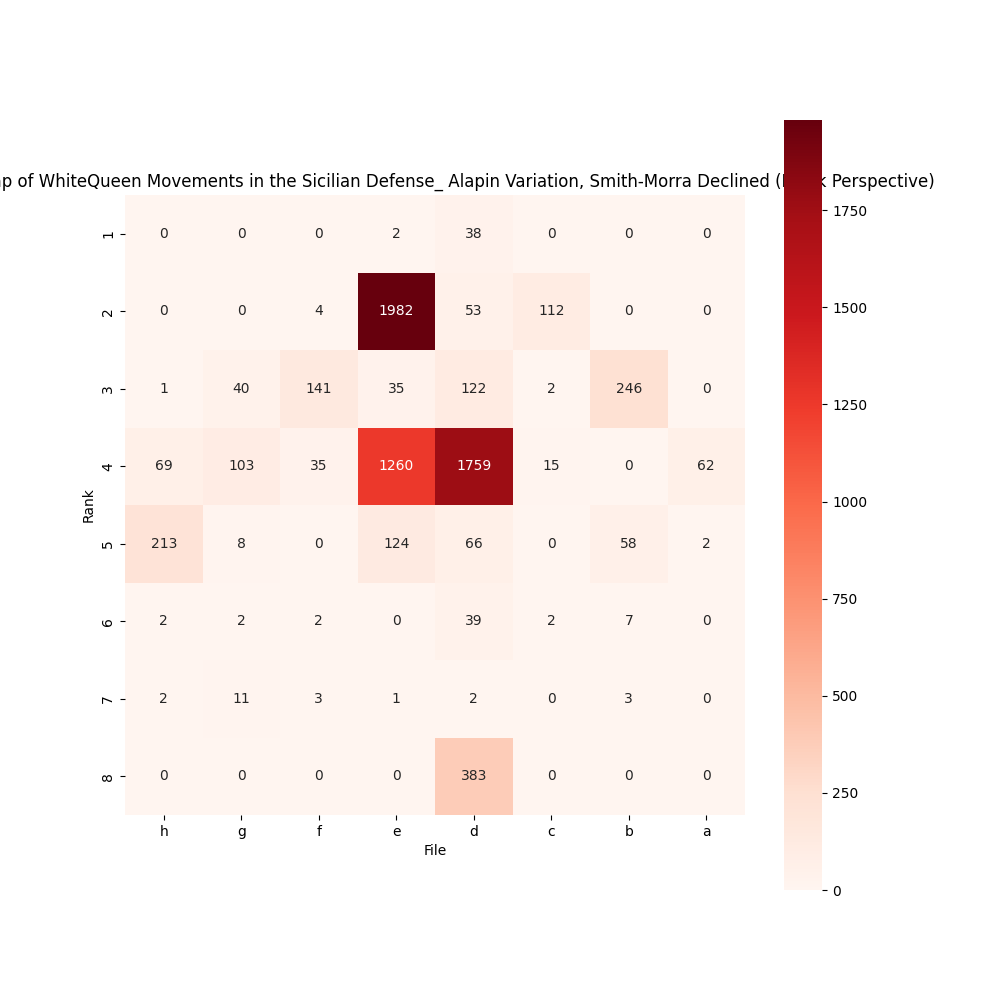 p of WhiteQueen Movements in the Sicilian Defense_ Alapin Variation, Smith-Morra Declined ( k Perspective)
1750
1 0 0 0 2 38 0 0 0
2 0 0 4 1982 53 112 0 0
1500
3 1 40 141 35 122 2 246 0
1250
4 69 103 35 1260 1759 15 0 62
Rank
1000
5 213 8 0 124 66 0 58 2
750
6 2 2 2 0 39 2 7 0
500
7 2 11 3 1 2 0 3 0
8 0 0 0 0 383 0 0 0
250
h g f e d c b a
File
0